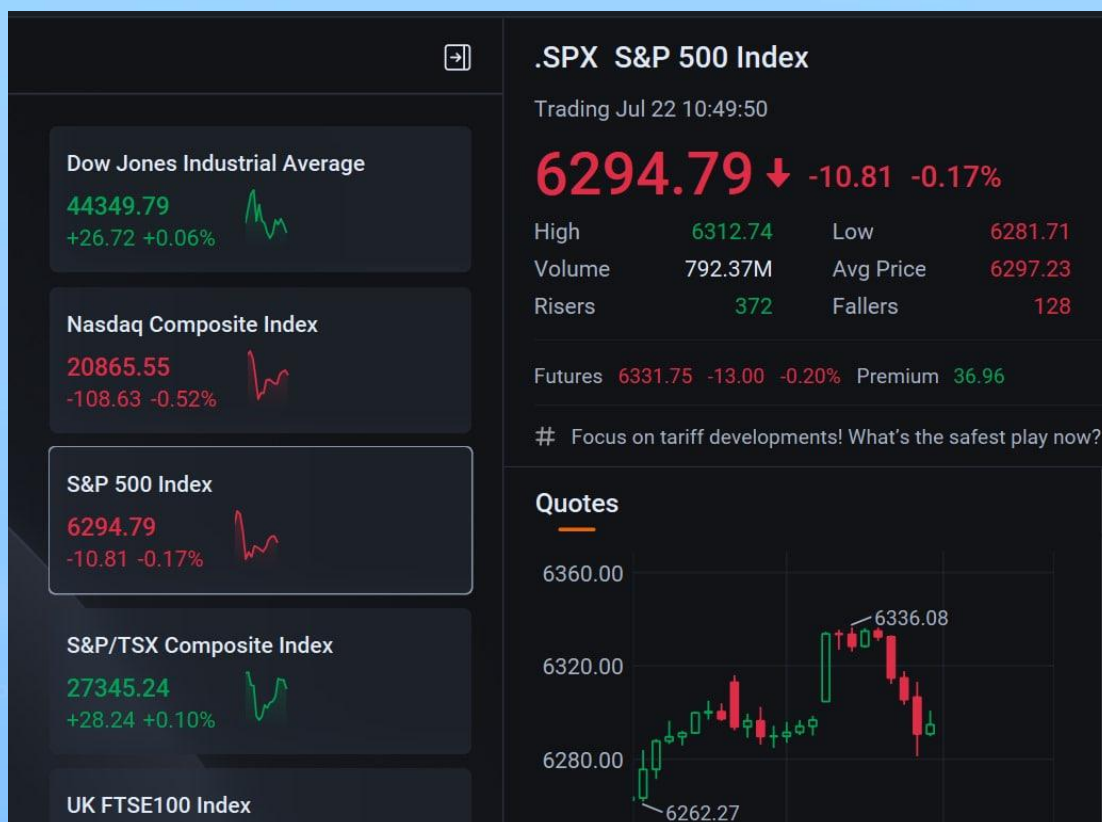 Dow Jones Industrial Average
44349.79
+26.72 +0.06%
Nasdaq Composite Index
20865.55
-108.63 -0.52%
S&P 500 Index
6294.79
-10.81 -0.17%
S&P/TSX Composite Index
27345.24
+28.24 +0.10%
UK FTSE100 Index
.SPX S&P 500 Index
Trading Jul 22 10:49:50
6294.79 -10.81 -0.17%
High 6312.74 Low 6281.71
Volume 792.37M Avg Price 6297.23
Risers 372 Fallers 128
Futures 6331.75 -13.00 -0.20% Premium 36.96
# Focus on tariff developments! What's the safest play now?
Quotes
6360.00
6336.08
6320.00
6280.00
6262.27